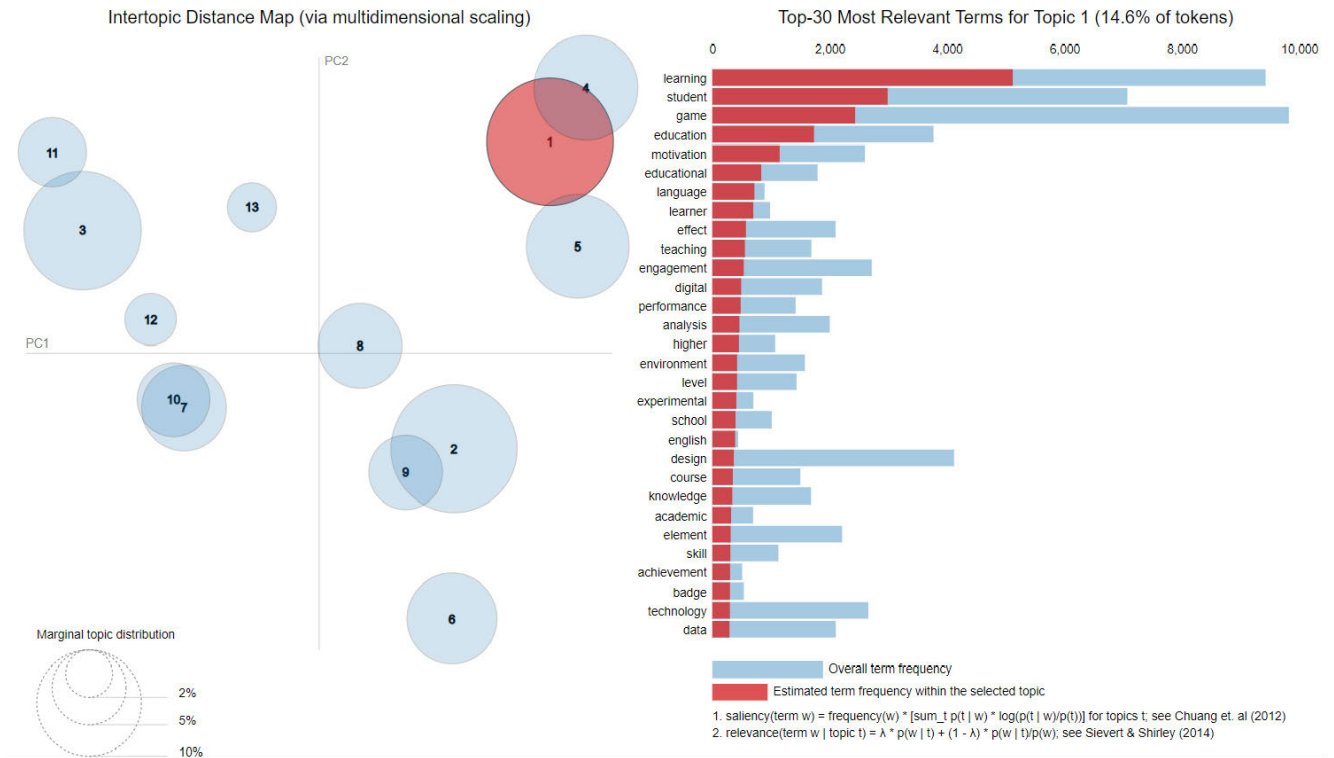 Intertopic Distance Map (via multidimensional scaling)
PC2
4
1
11
13
3
5
12
PC1
8
10
7
2
9
6
Marginal topic distribution
2%
5%
10%
Top-30 Most Relevant Terms for Topic 1 (14.6% of tokens)
0 2,000 4,000 6,000 8,000 10,000
learning
student
game
education
motivation
educational
language
learner
effect
teaching
engagement
digital
performance
analysis
higher
environment
level
experimental
school
english
design
course
knowledge
academic
element
skill
achievement
badge
technology
data
Overall term frequency
Estimated term frequency within the selected topic
1. saliency(term w) = frequency(w) * [sum_t p(t | w) * log(p(t | w)/p(t))] for topics t; see Chuang et. al (2012)
2. relevance(term w | topic t) = λ * p(w | t) + (1 - λ) * p(w | t)/p(w); see Sievert & Shirley (2014)